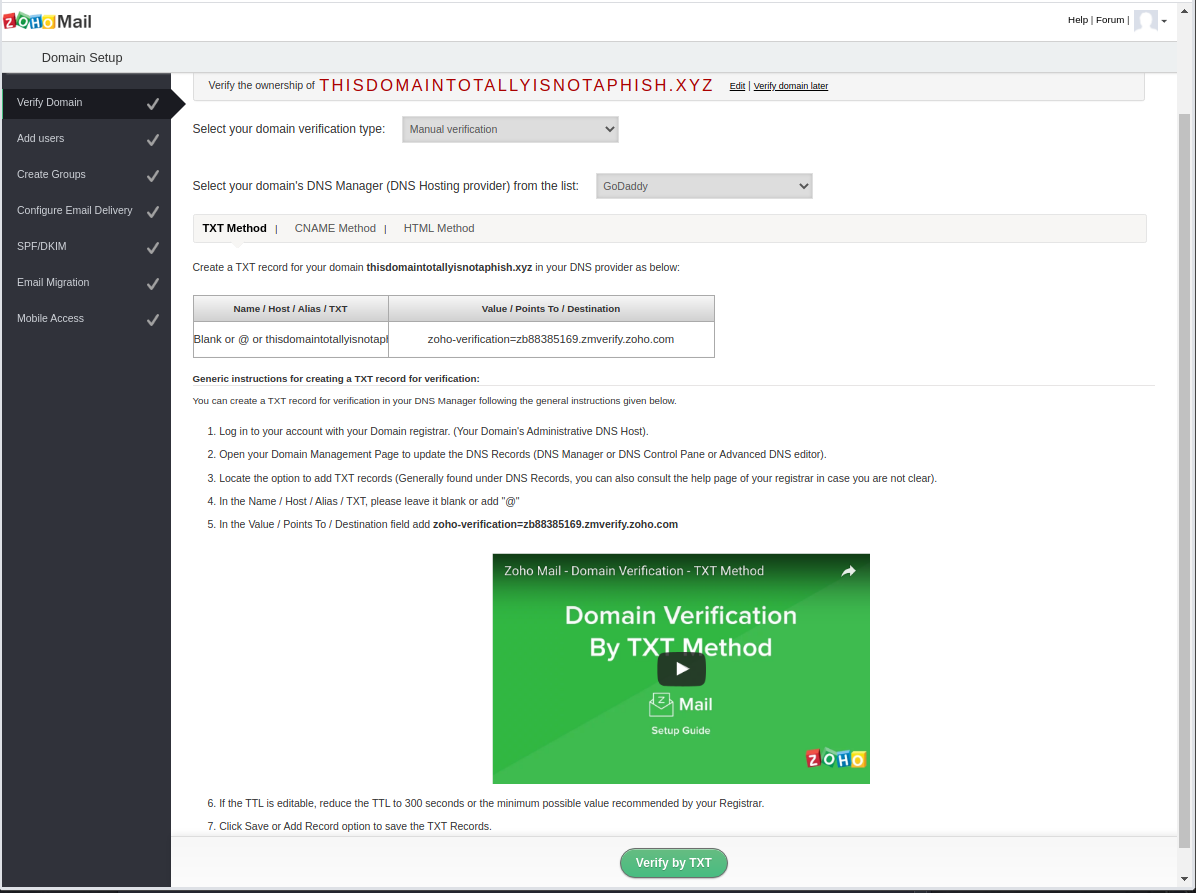 ZOHO Mail
Help | Forum |
Domain Setup
Verify the ownership of THISDOMAINTOTALLYISNOTAPHISH.XYZ Edit | Verify domain later
Verify Domain
Add users
Create Groups
Configure Email Delivery
SPF/DKIM
Email Migration
Mobile Access
Select your domain verification type: Manual verification
Select your domain's DNS Manager (DNS Hosting provider) from the list: GoDaddy
TXT Method | CNAME Method | HTML Method
Create a TXT record for your domain thisdomaintotallyisnotaphish.xyz in your DNS provider as below:
Name / Host / Alias / TXT Value / Points To / Destination
Blank or @ or thisdomaintotallyisnotaph zoho-verification=zb88385169.zmverify.zoho.com
Generic instructions for creating a TXT record for verification:
You can create a TXT record for verification in your DNS Manager following the general instructions given below.
1. Log in to your account with your Domain registrar. (Your Domain's Administrative DNS Host).
2. Open your Domain Management Page to update the DNS Records (DNS Manager or DNS Control Pane or Advanced DNS editor).
3. Locate the option to add TXT records (Generally found under DNS Records, you can also consult the help page of your registrar in case you are not clear).
4. In the Name / Host / Alias / TXT, please leave it blank or add "@"
5. In the Value / Points To / Destination field add zoho-verification=zb88385169.zmverify.zoho.com
Zoho Mail - Domain Verification - TXT Method
Domain Verification
By TXT Method
Z Mail
Setup Guide
ZOHO
6. If the TTL is editable, reduce the TTL to 300 seconds or the minimum possible value recommended by your Registrar.
7. Click Save or Add Record option to save the TXT Records.
Verify by TXT